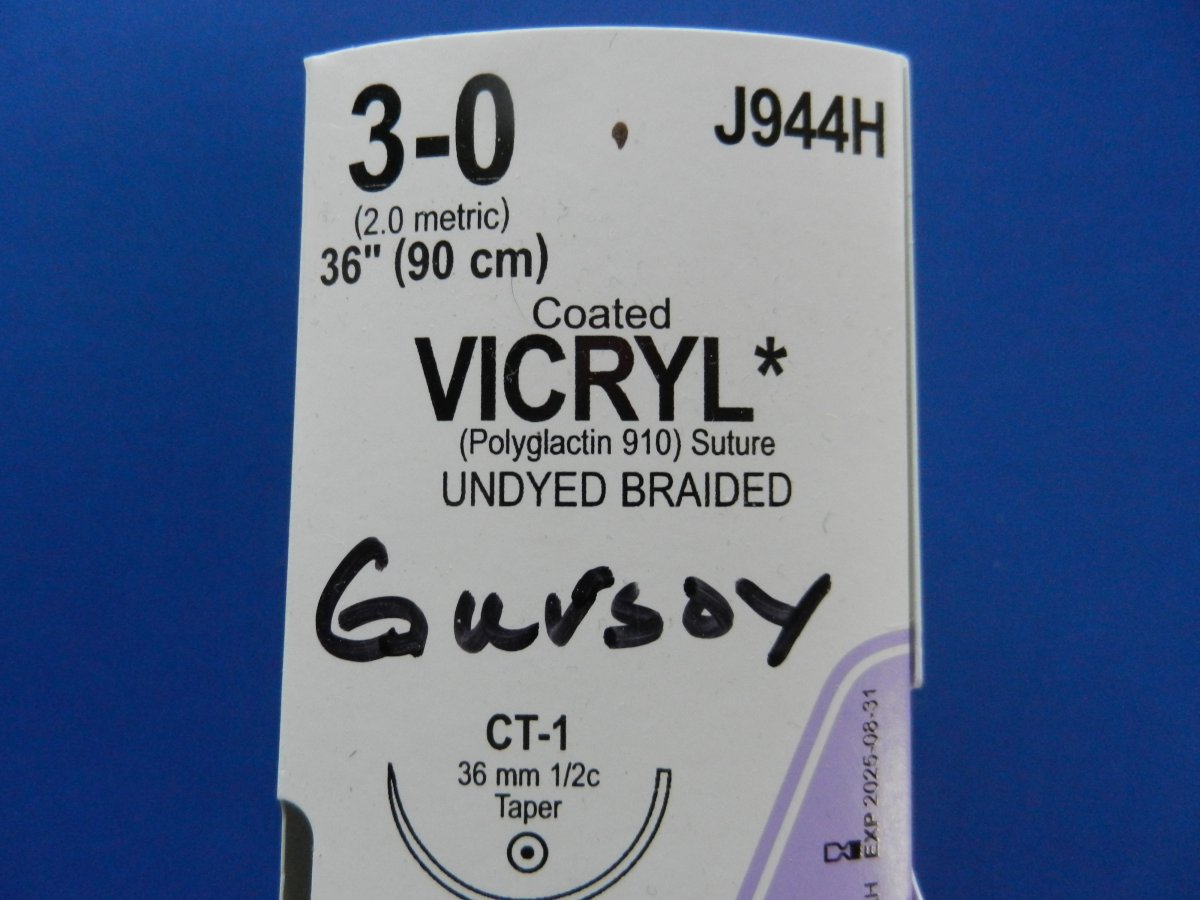 3-0
J944H
(2.0 metric)
36" (90 cm)
Coated
VICRYL*
(Polyglactin 910) Suture
UNDYED BRAIDED
Gursoy
CT-1
36 mm 1/2c
Taper
EXP 2025-08-31
H